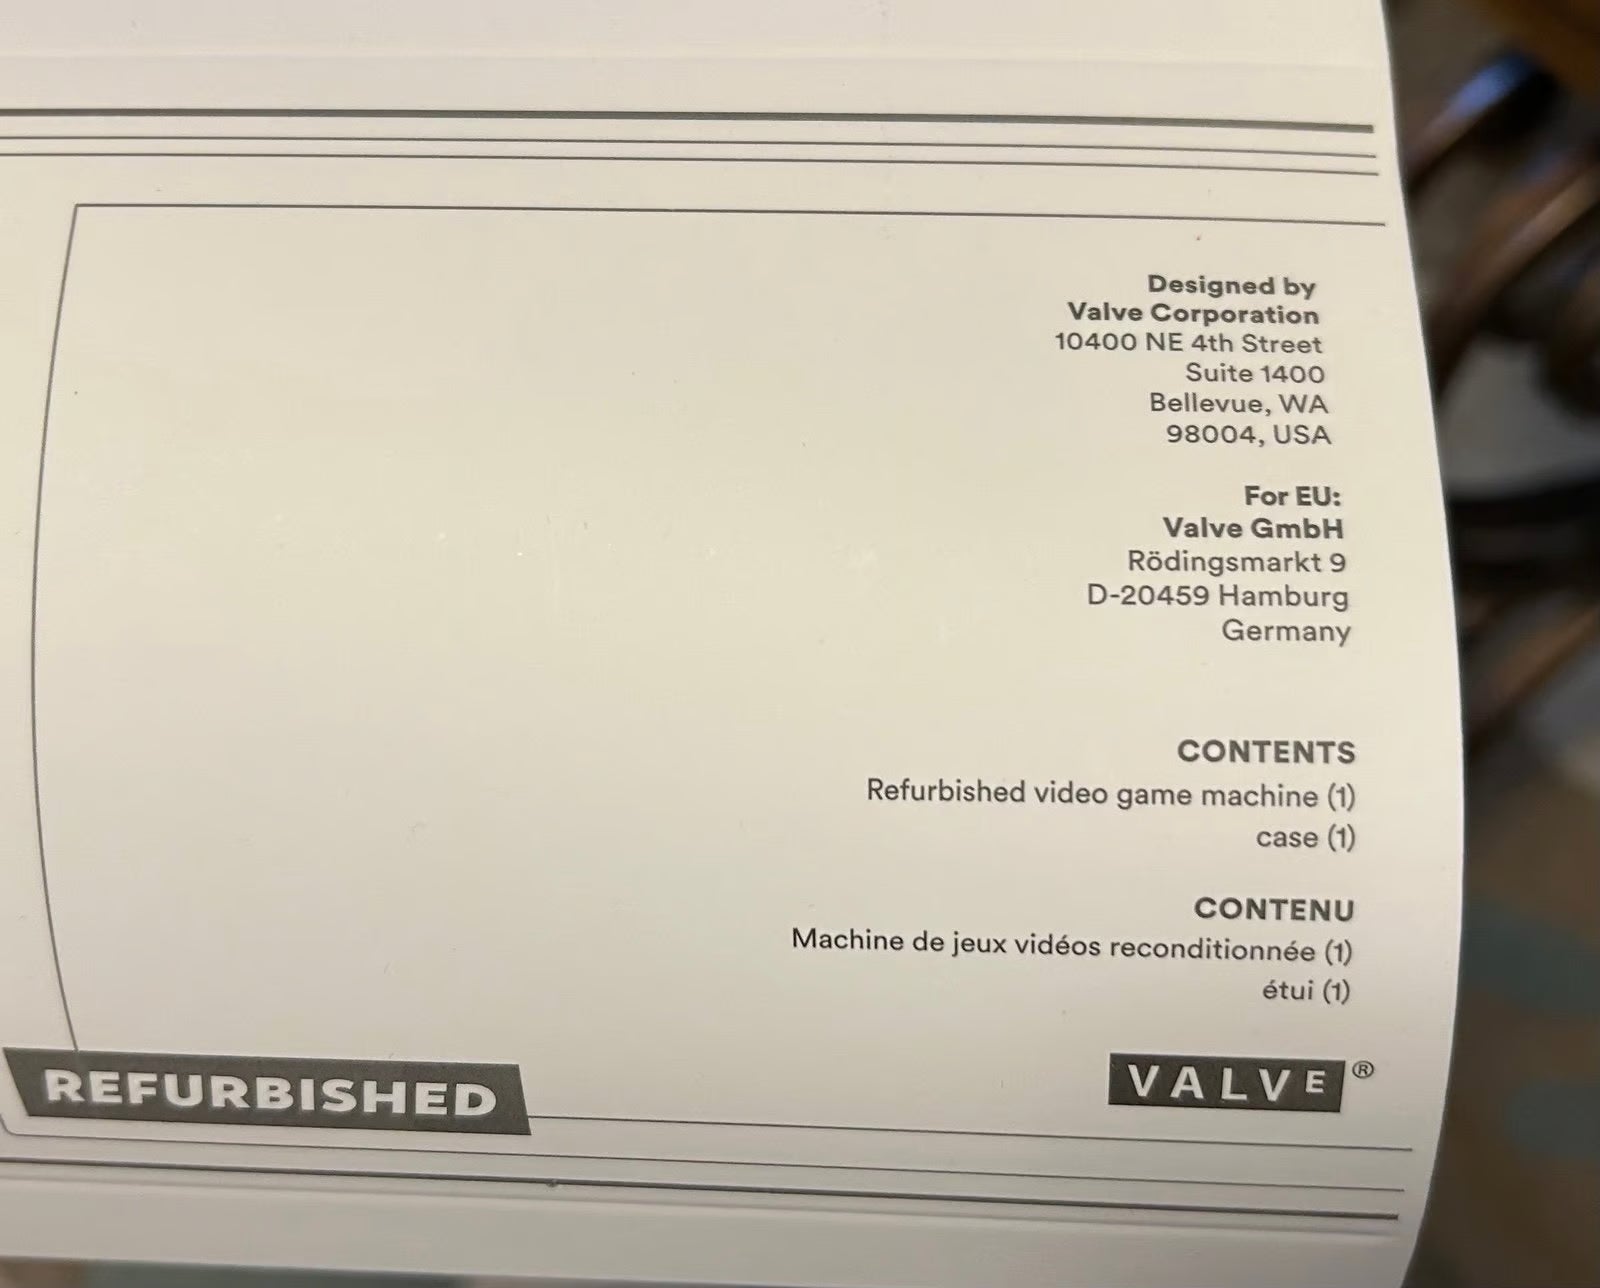 Designed by
Valve Corporation
10400 NE 4th Street
Suite 1400
Bellevue, WA
98004, USA
For EU:
Valve GmbH
Rödingsmarkt 9
D-20459 Hamburg
Germany
CONTENTS
Refurbished video game machine (1)
case (1)
CONTENU
Machine de jeux vidéos reconditionnée (1)
étui (1)
REFURBISHED
VALVE®